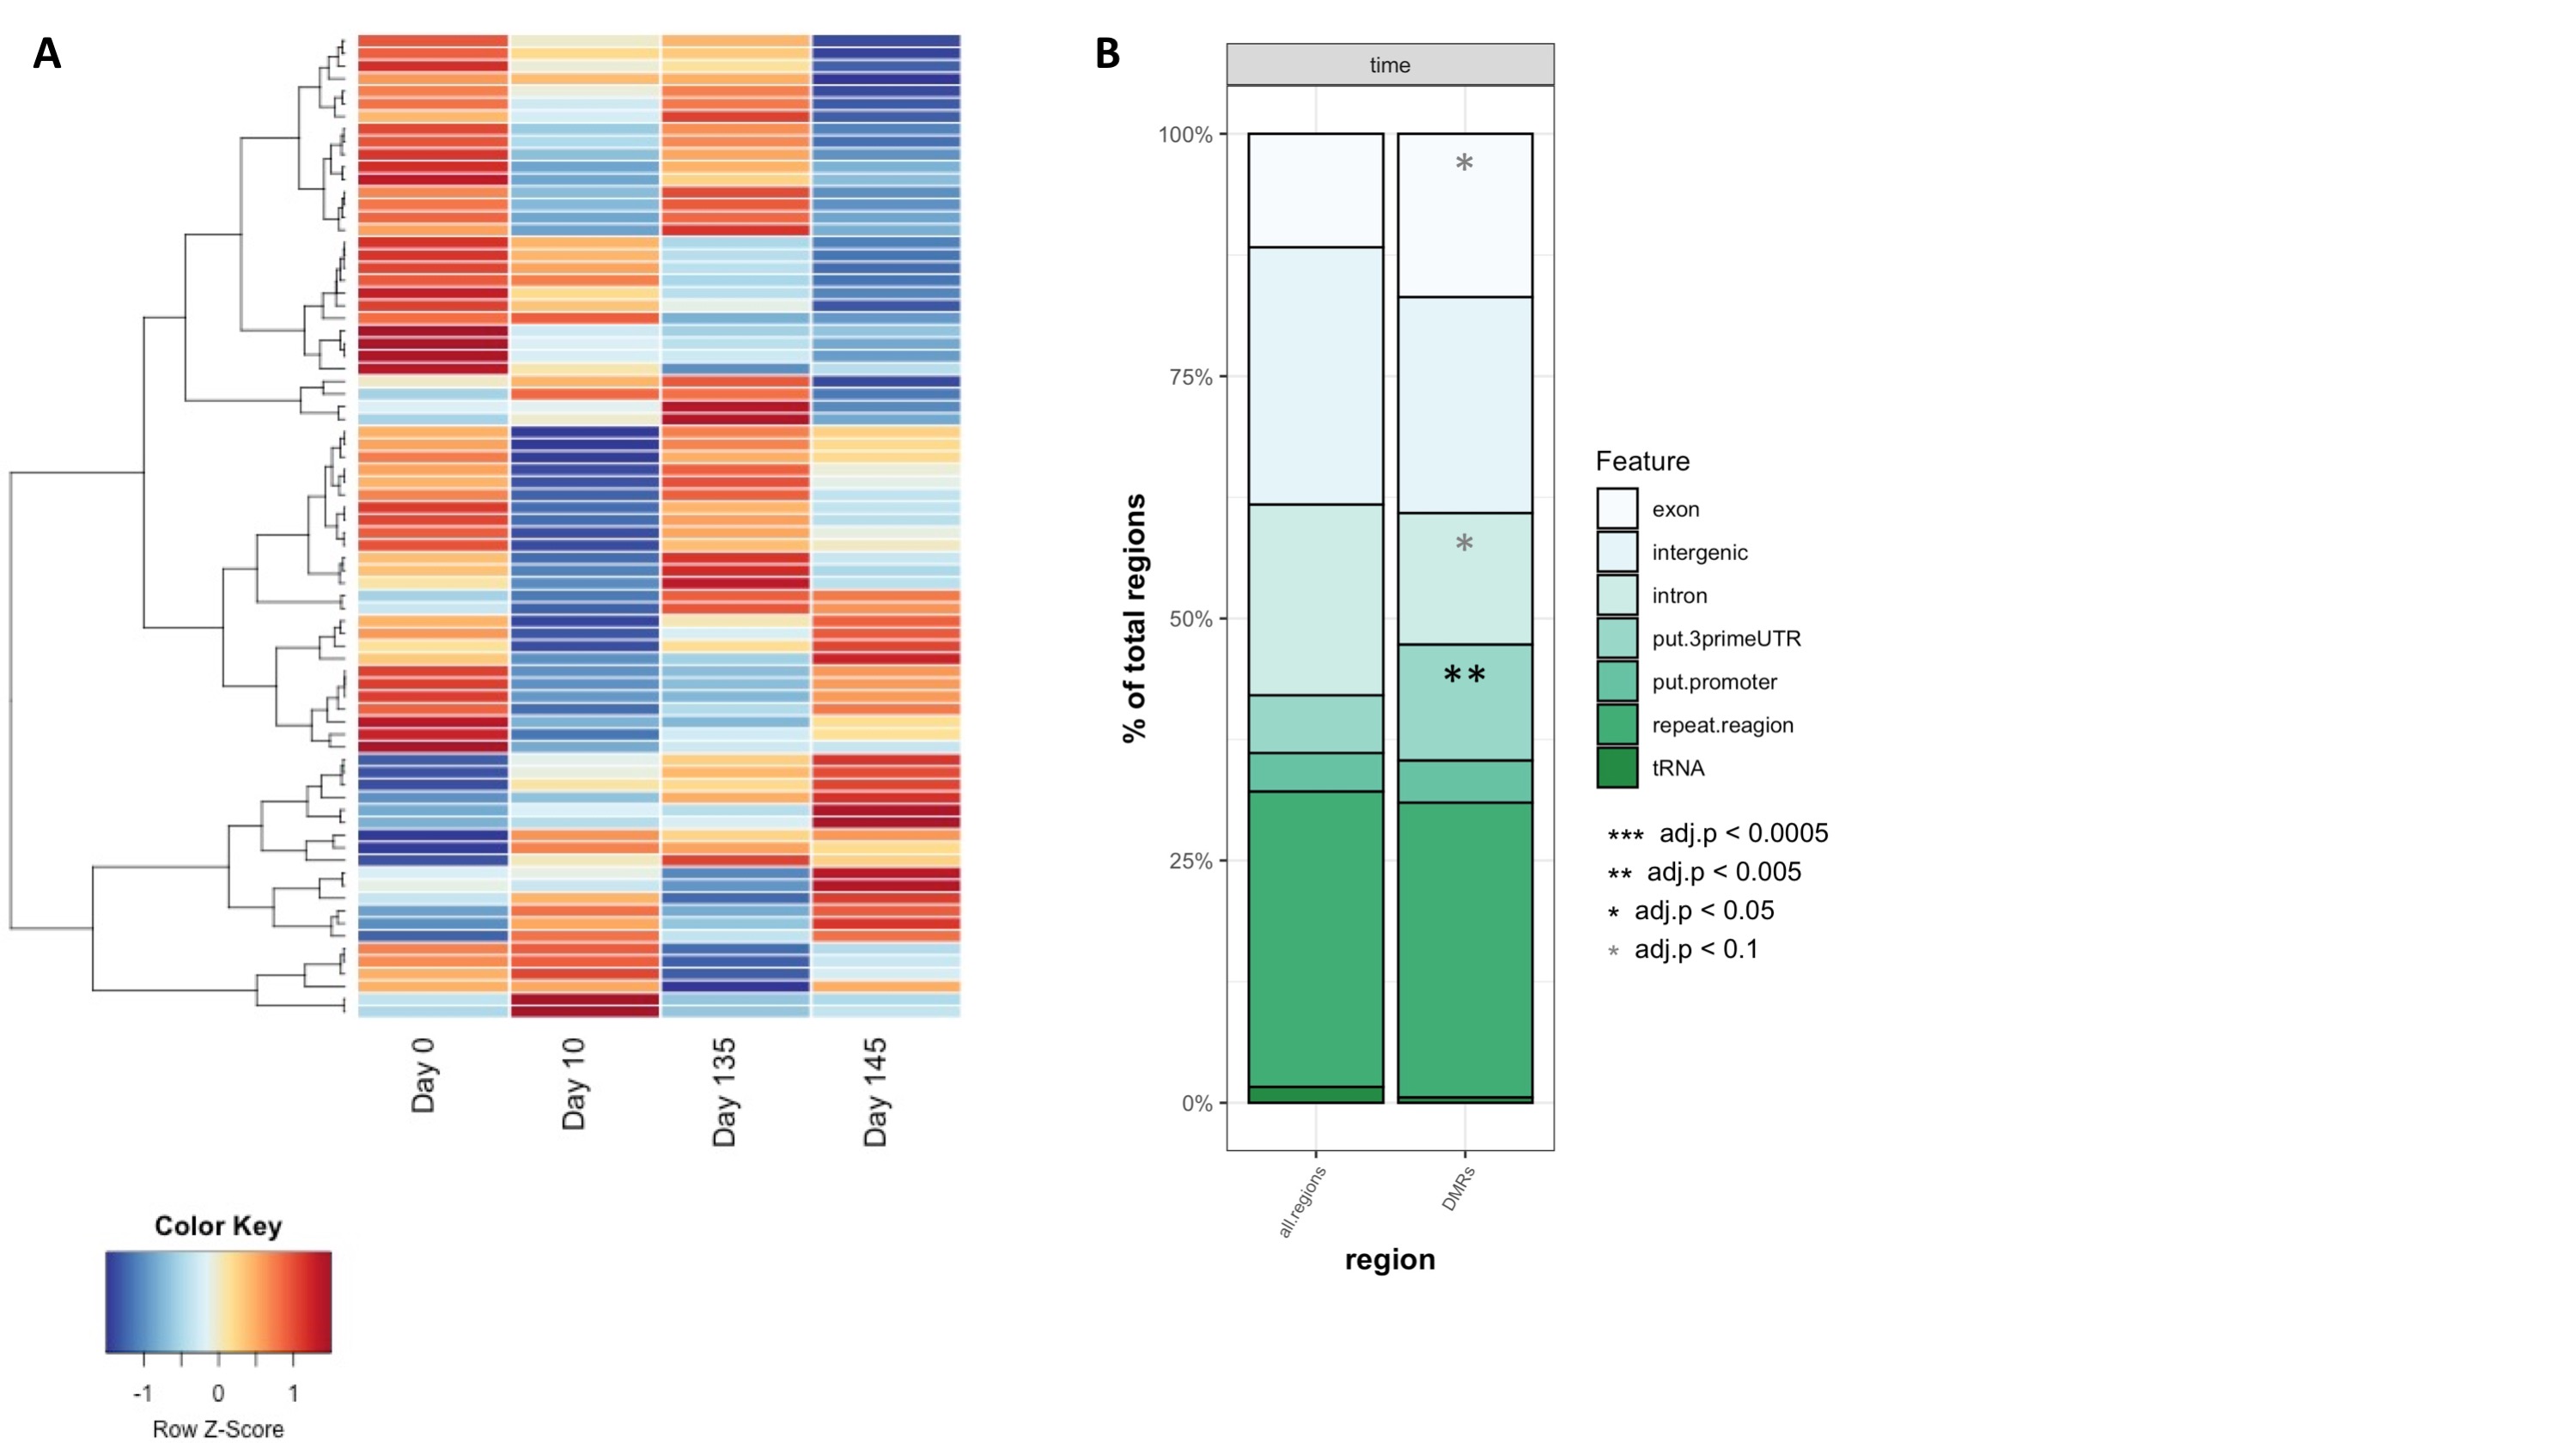 A
Day 0
Day 10
Day 135
Day 145
Color Key
-1 0 1
Row Z-Score
B
time
100%
75%
50%
25%
0%
% of total regions
all.regions
DMRs
region
*
*
**
Feature
exon
intergenic
intron
put.3primeUTR
put.promoter
repeat.reagion
tRNA
*** adj.p < 0.0005
** adj.p < 0.005
* adj.p < 0.05
* adj.p < 0.1